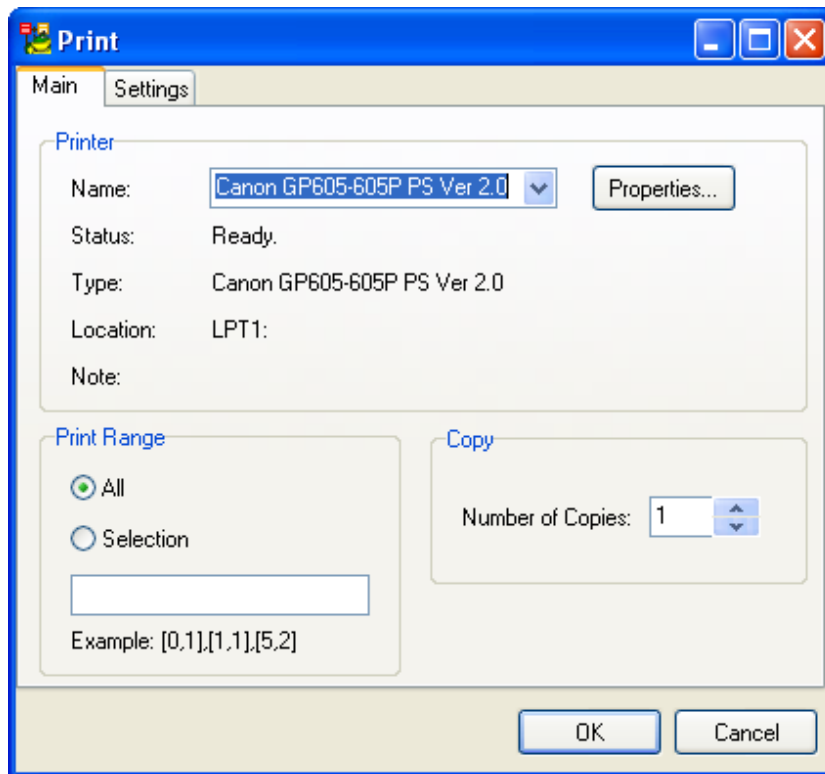 Print
Main Settings
Printer
Name: Canon GP605-605P PS Ver 2.0 Properties...
Status: Ready.
Type: Canon GP605-605P PS Ver 2.0
Location: LPT1:
Note:
Print Range
All
Selection
Example: [0,1],[1,1],[5,2]
Copy
Number of Copies: 1
OK Cancel